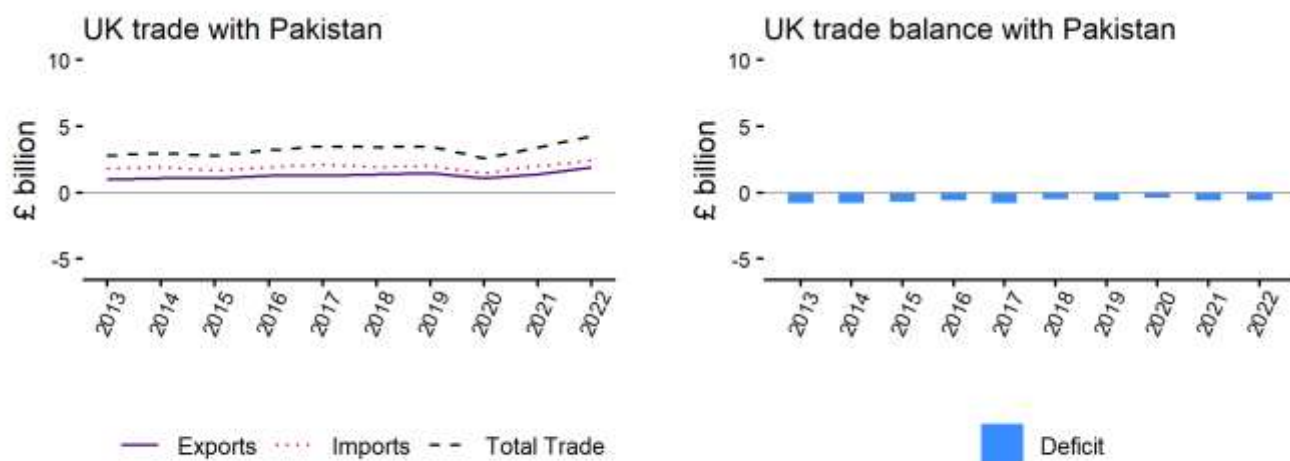 UK trade with Pakistan
10
5
0
-5
£ billion
2013 2014 2015 2016 2017 2018 2019 2020 2021 2022
Exports Imports Total Trade
UK trade balance with Pakistan
10
5
0
-5
£ billion
2013 2014 2015 2016 2017 2018 2019 2020 2021 2022
Deficit